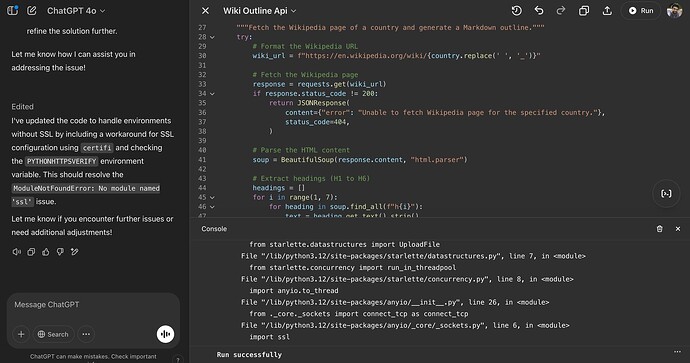 ChatGPT 4o
refine the solution further.
Let me know how I can assist you in
addressing the issue!
Edited
I've updated the code to handle environments
without SSL by including a workaround for SSL
configuration using certifi and checking
the PYTHONHTTPSVERIFY environment
variable. This should resolve the
ModuleNotFoundError: No module named
'ssl' issue.
Let me know if you encounter further issues or
need additional adjustments!
Message ChatGPT
Search
ChatGPT can make mistakes. Check important
?
Wiki Outline Api
Run
27 """Fetch the Wikipedia page of a country and generate a Markdown outline."""
28 try:
29 # Format the Wikipedia URL
30 wiki_url = f"https://en.wikipedia.org/wiki/{country.replace(' ', '_')}"
31
32 # Fetch the Wikipedia page
33 response = requests.get(wiki_url)
34 if response.status_code != 200:
35 return JSONResponse(
36 content={"error": "Unable to fetch Wikipedia page for the specified country."},
37 status_code=404,
38 )
39
40 # Parse the HTML content
41 soup = BeautifulSoup(response.content, "html.parser")
42
43 # Extract headings (H1 to H6)
44 headings = []
45 for i in range(1, 7):
46 for heading in soup.find_all(f"h{i}"):
47 text = heading.get_text().strip()
Console
from starlette.datastructures import UploadFile
File "/lib/python3.12/site-packages/starlette/datastructures.py", line 7, in <module>
from starlette.concurrency import run_in_threadpool
File "/lib/python3.12/site-packages/starlette/concurrency.py", line 8, in <module>
import anyio.to_thread
File "/lib/python3.12/site-packages/anyio/__init__.py", line 26, in <module>
from ._core._sockets import connect_tcp as connect_tcp
File "/lib/python3.12/site-packages/anyio/_core/_sockets.py", line 6, in <module>
import ssl
Run successfully